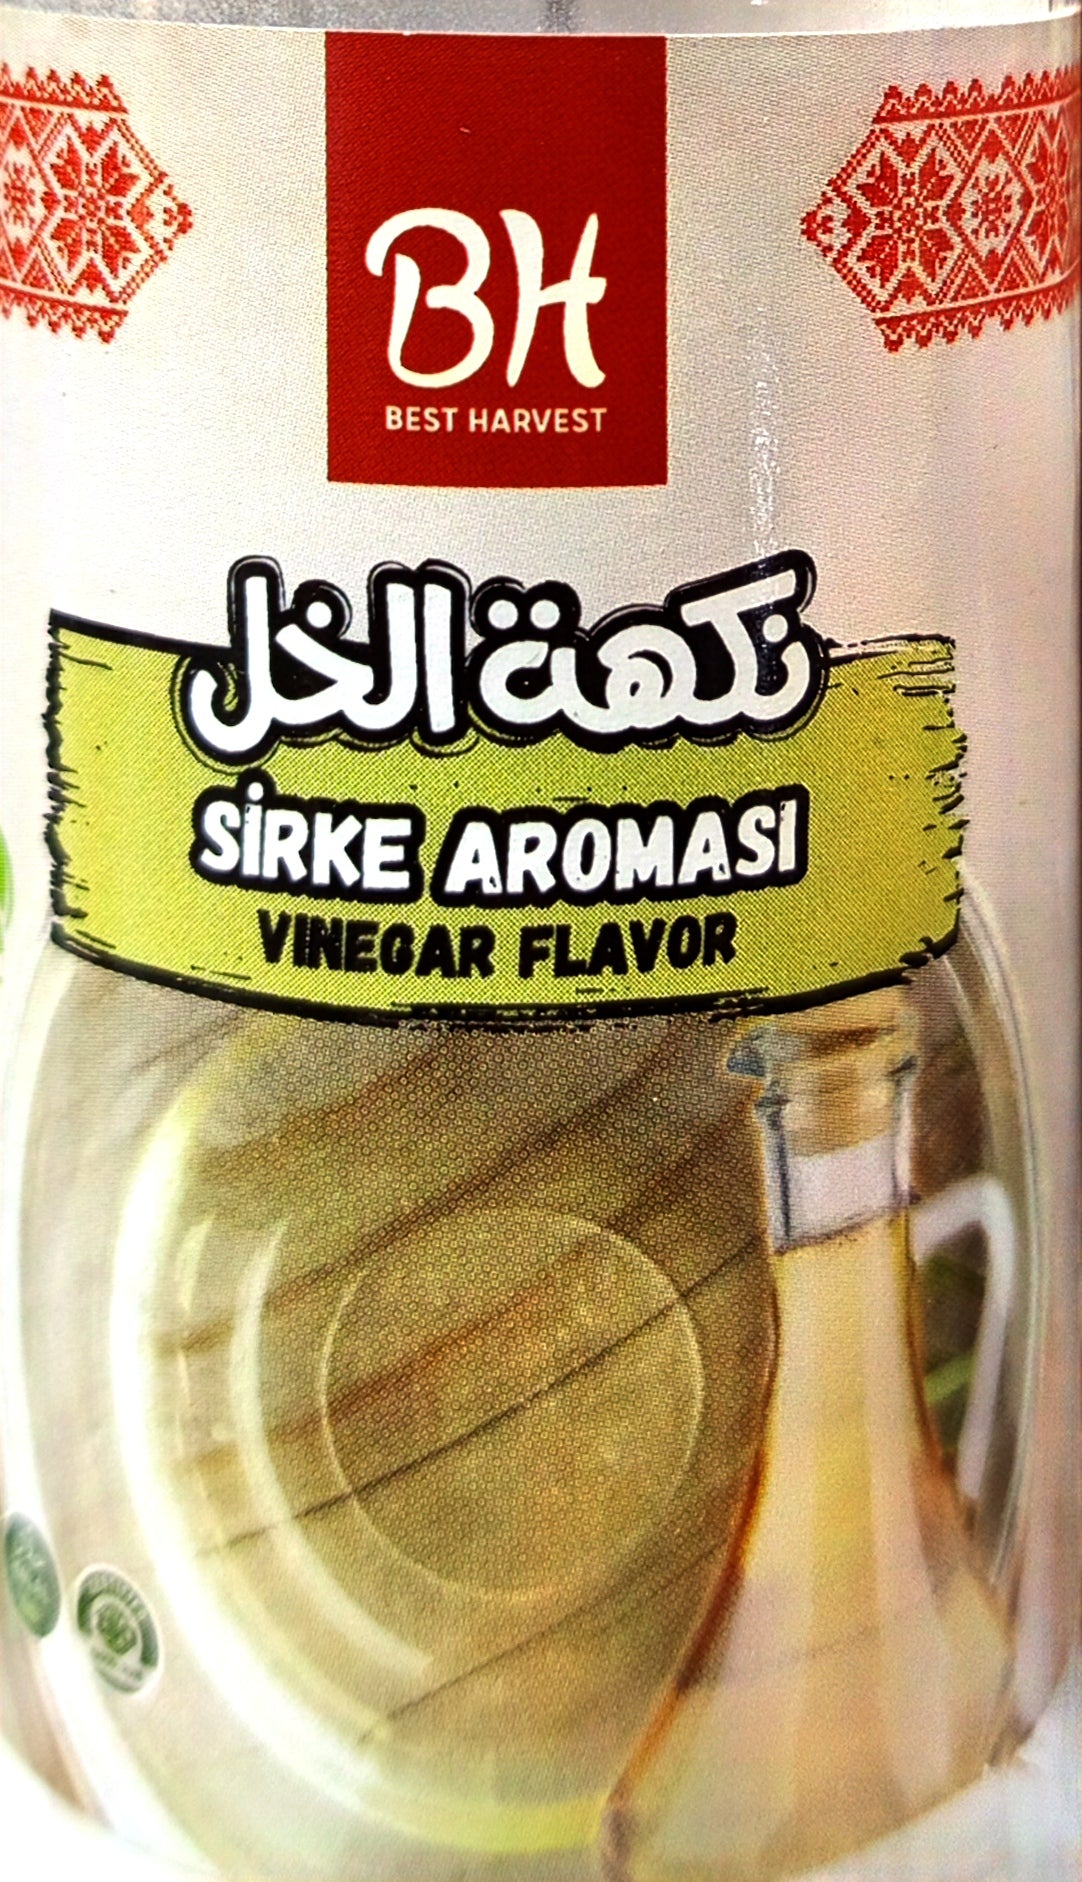 BH
BEST HARVEST
نكهة الخل
SİRKE AROMASI
VINEGAR FLAVOR